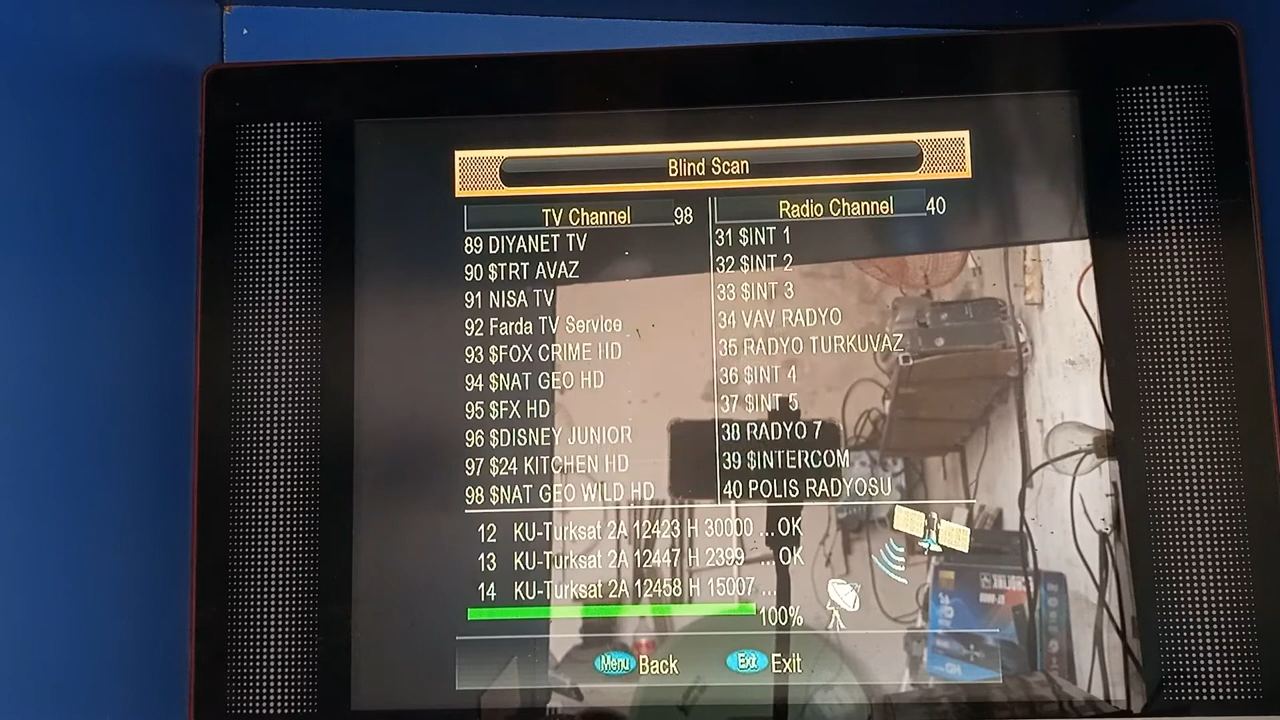 Blind Scan
TV Channel 98
89 DIYANET TV
90 $TRT AVAZ
91 NISA TV
92 Farda TV Service
93 $FOX CRIME HD
94 $NAT GEO HD
95 $FX HD
96 $DISNEY JUNIOR
97 $24 KITCHEN HD
98 $NAT GEO WILD HD
Radio Channel 40
31 $INT 1
32 $INT 2
33 $INT 3
34 VAV RADYO
35 RADYO TURKUVAZ
36 $INT 4
37 $INT 5
38 RADYO 7
39 $INTERCOM
40 POLIS RADYOSU
12 KU-Turksat 2A 12423 H 30000 ...OK
13 KU-Turksat 2A 12447 H 2399 ...OK
14 KU-Turksat 2A 12458 H 15007 ...
100%
Menu Back Exit Exit